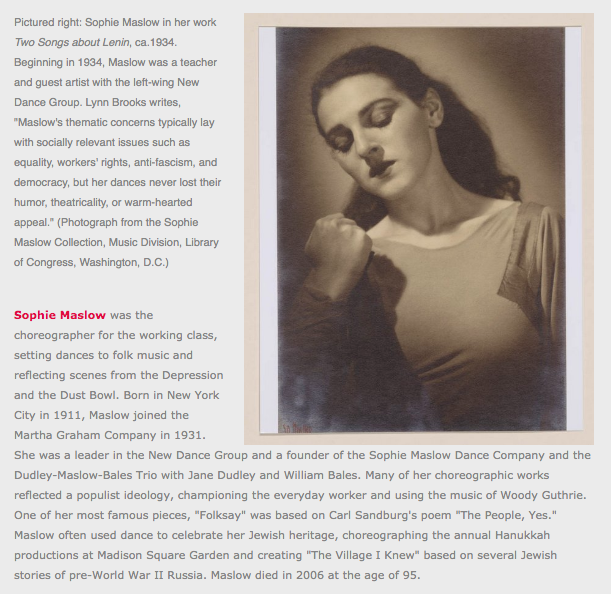 Pictured right: Sophie Maslow in her work
Two Songs about Lenin, ca.1934.
Beginning in 1934, Maslow was a teacher
and guest artist with the left-wing New
Dance Group. Lynn Brooks writes,
"Maslow's thematic concerns typically lay
with socially relevant issues such as
equality, workers' rights, anti-fascism, and
democracy, but her dances never lost their
humor, theatricality, or warm-hearted
appeal." (Photograph from the Sophie
Maslow Collection, Music Division, Library
of Congress, Washington, D.C.)
Sophie Maslow was the
choreographer for the working class,
setting dances to folk music and
reflecting scenes from the Depression
and the Dust Bowl. Born in New York
City in 1911, Maslow joined the
Martha Graham Company in 1931.
She was a leader in the New Dance Group and a founder of the Sophie Maslow Dance Company and the
Dudley-Maslow-Bales Trio with Jane Dudley and William Bales. Many of her choreographic works
reflected a populist ideology, championing the everyday worker and using the music of Woody Guthrie.
One of her most famous pieces, "Folksay" was based on Carl Sandburg's poem "The People, Yes."
Maslow often used dance to celebrate her Jewish heritage, choreographing the annual Hanukkah
productions at Madison Square Garden and creating "The Village I Knew" based on several Jewish
stories of pre-World War II Russia. Maslow died in 2006 at the age of 95.